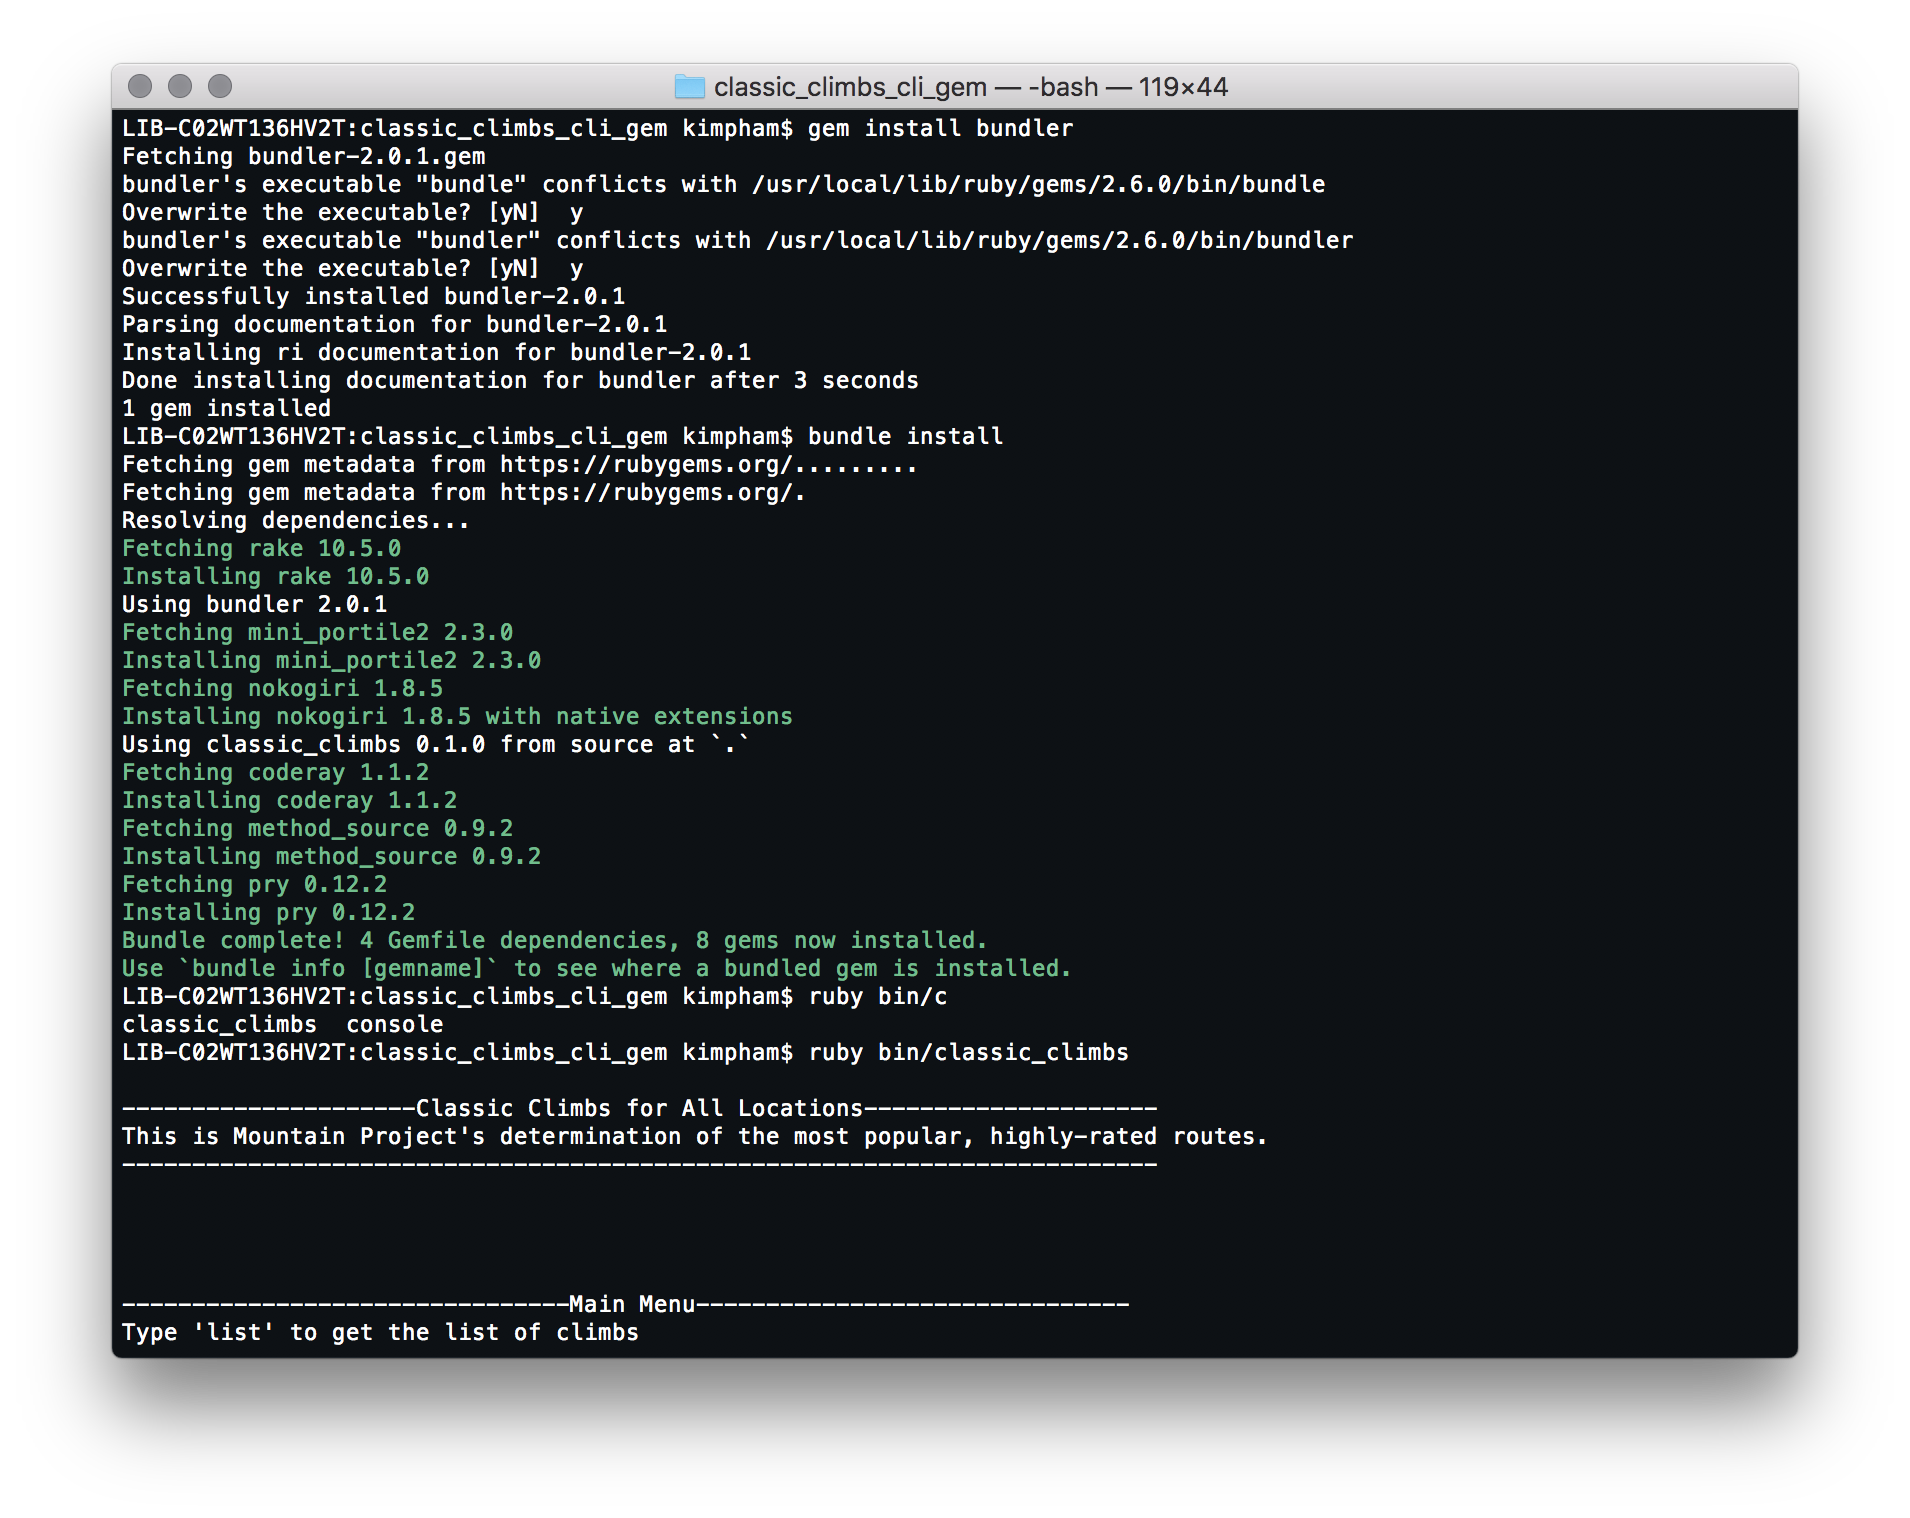 classic_climbs_cli_gem — -bash — 119×44
LIB-C02WT136HV2T:classic_climbs_cli_gem kimpham$ gem install bundler
Fetching bundler-2.0.1.gem
bundler's executable "bundle" conflicts with /usr/local/lib/ruby/gems/2.6.0/bin/bundle
Overwrite the executable? [yN]  y
bundler's executable "bundler" conflicts with /usr/local/lib/ruby/gems/2.6.0/bin/bundler
Overwrite the executable? [yN]  y
Successfully installed bundler-2.0.1
Parsing documentation for bundler-2.0.1
Installing ri documentation for bundler-2.0.1
Done installing documentation for bundler after 3 seconds
1 gem installed
LIB-C02WT136HV2T:classic_climbs_cli_gem kimpham$ bundle install
Fetching gem metadata from https://rubygems.org/.........
Fetching gem metadata from https://rubygems.org/.
Resolving dependencies...
Fetching rake 10.5.0
Installing rake 10.5.0
Using bundler 2.0.1
Fetching mini_portile2 2.3.0
Installing mini_portile2 2.3.0
Fetching nokogiri 1.8.5
Installing nokogiri 1.8.5 with native extensions
Using classic_climbs 0.1.0 from source at `.`
Fetching coderay 1.1.2
Installing coderay 1.1.2
Fetching method_source 0.9.2
Installing method_source 0.9.2
Fetching pry 0.12.2
Installing pry 0.12.2
Bundle complete! 4 Gemfile dependencies, 8 gems now installed.
Use `bundle info [gemname]` to see where a bundled gem is installed.
LIB-C02WT136HV2T:classic_climbs_cli_gem kimpham$ ruby bin/c
classic_climbs  console
LIB-C02WT136HV2T:classic_climbs_cli_gem kimpham$ ruby bin/classic_climbs
---------------------Classic Climbs for All Locations---------------------
This is Mountain Project's determination of the most popular, highly-rated routes.
--------------------------------------------------------------------------
--------------------------------Main Menu-------------------------------
Type 'list' to get the list of climbs